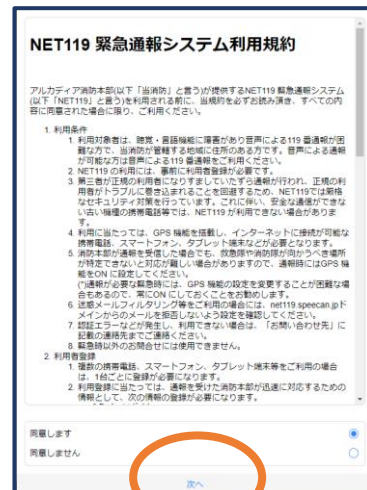 NET119 緊急通報システム利用規約
アルカディア消防本部(以下「当消防」と言う)が提供するNET119 緊急通報システム
(以下「NET119」と言う)を利用される前に、当規約を必ずお読み頂き、すべての内
容に同意された場合に限り、ご利用ください。
1. 利用条件
1. 利用対象者は、聴覚・言語機能に障害があり音声による119 番通報が困
難な方で、当消防が管轄する地域に住所のある方です。音声による通報
が可能な方は音声による119 番通報をご利用ください。
2. NET119 の利用には、事前に利用者登録が必要です。
3. 第三者が正規の利用者になりすましていたずら通報が行われ、正規の利
用者がトラブルに巻き込まれることを回避するため、NET119では厳格
なセキュリティ対策を行っています。これに伴い、安全な通信ができな
い古い機種の携帯電話等では、NET119 が利用できない場合がありま
す。
4. 利用に当たっては、GPS 機能を搭載し、インターネットに接続が可能な
携帯電話、スマートフォン、タブレット端末などが必要となります。
5. 消防本部が通報を受信した場合でも、救急隊や消防隊が向かうべき場所
が特定できないと対応が難しい場合がありますので、通報時にはGPS 機
能をON に設定してください。
(*)通報が必要な緊急時には、GPS 機能の設定を変更することが困難な場
合もあるので、常にON にしておくことをお勧めします。
6. 迷惑メールフィルタリング等をご利用の場合には、net119.speecan.jpド
メインからのメールを拒否しないよう設定を確認してください。
7. 認証エラーなどが発生し、利用できない場合は、「お問い合わせ先」に
記載の連絡先までご連絡ください。
8. 緊急時以外のお問合せには使用できません。
2. 利用者登録
1. 複数の携帯電話、スマートフォン、タブレット端末等をご利用の場合
は、1台ごとに登録が必要になります。
2. 利用登録に当たっては、通報を受けた消防本部が迅速に対応するための
情報として、次の情報の登録が必要になります。
同意します
同意しません
次へ